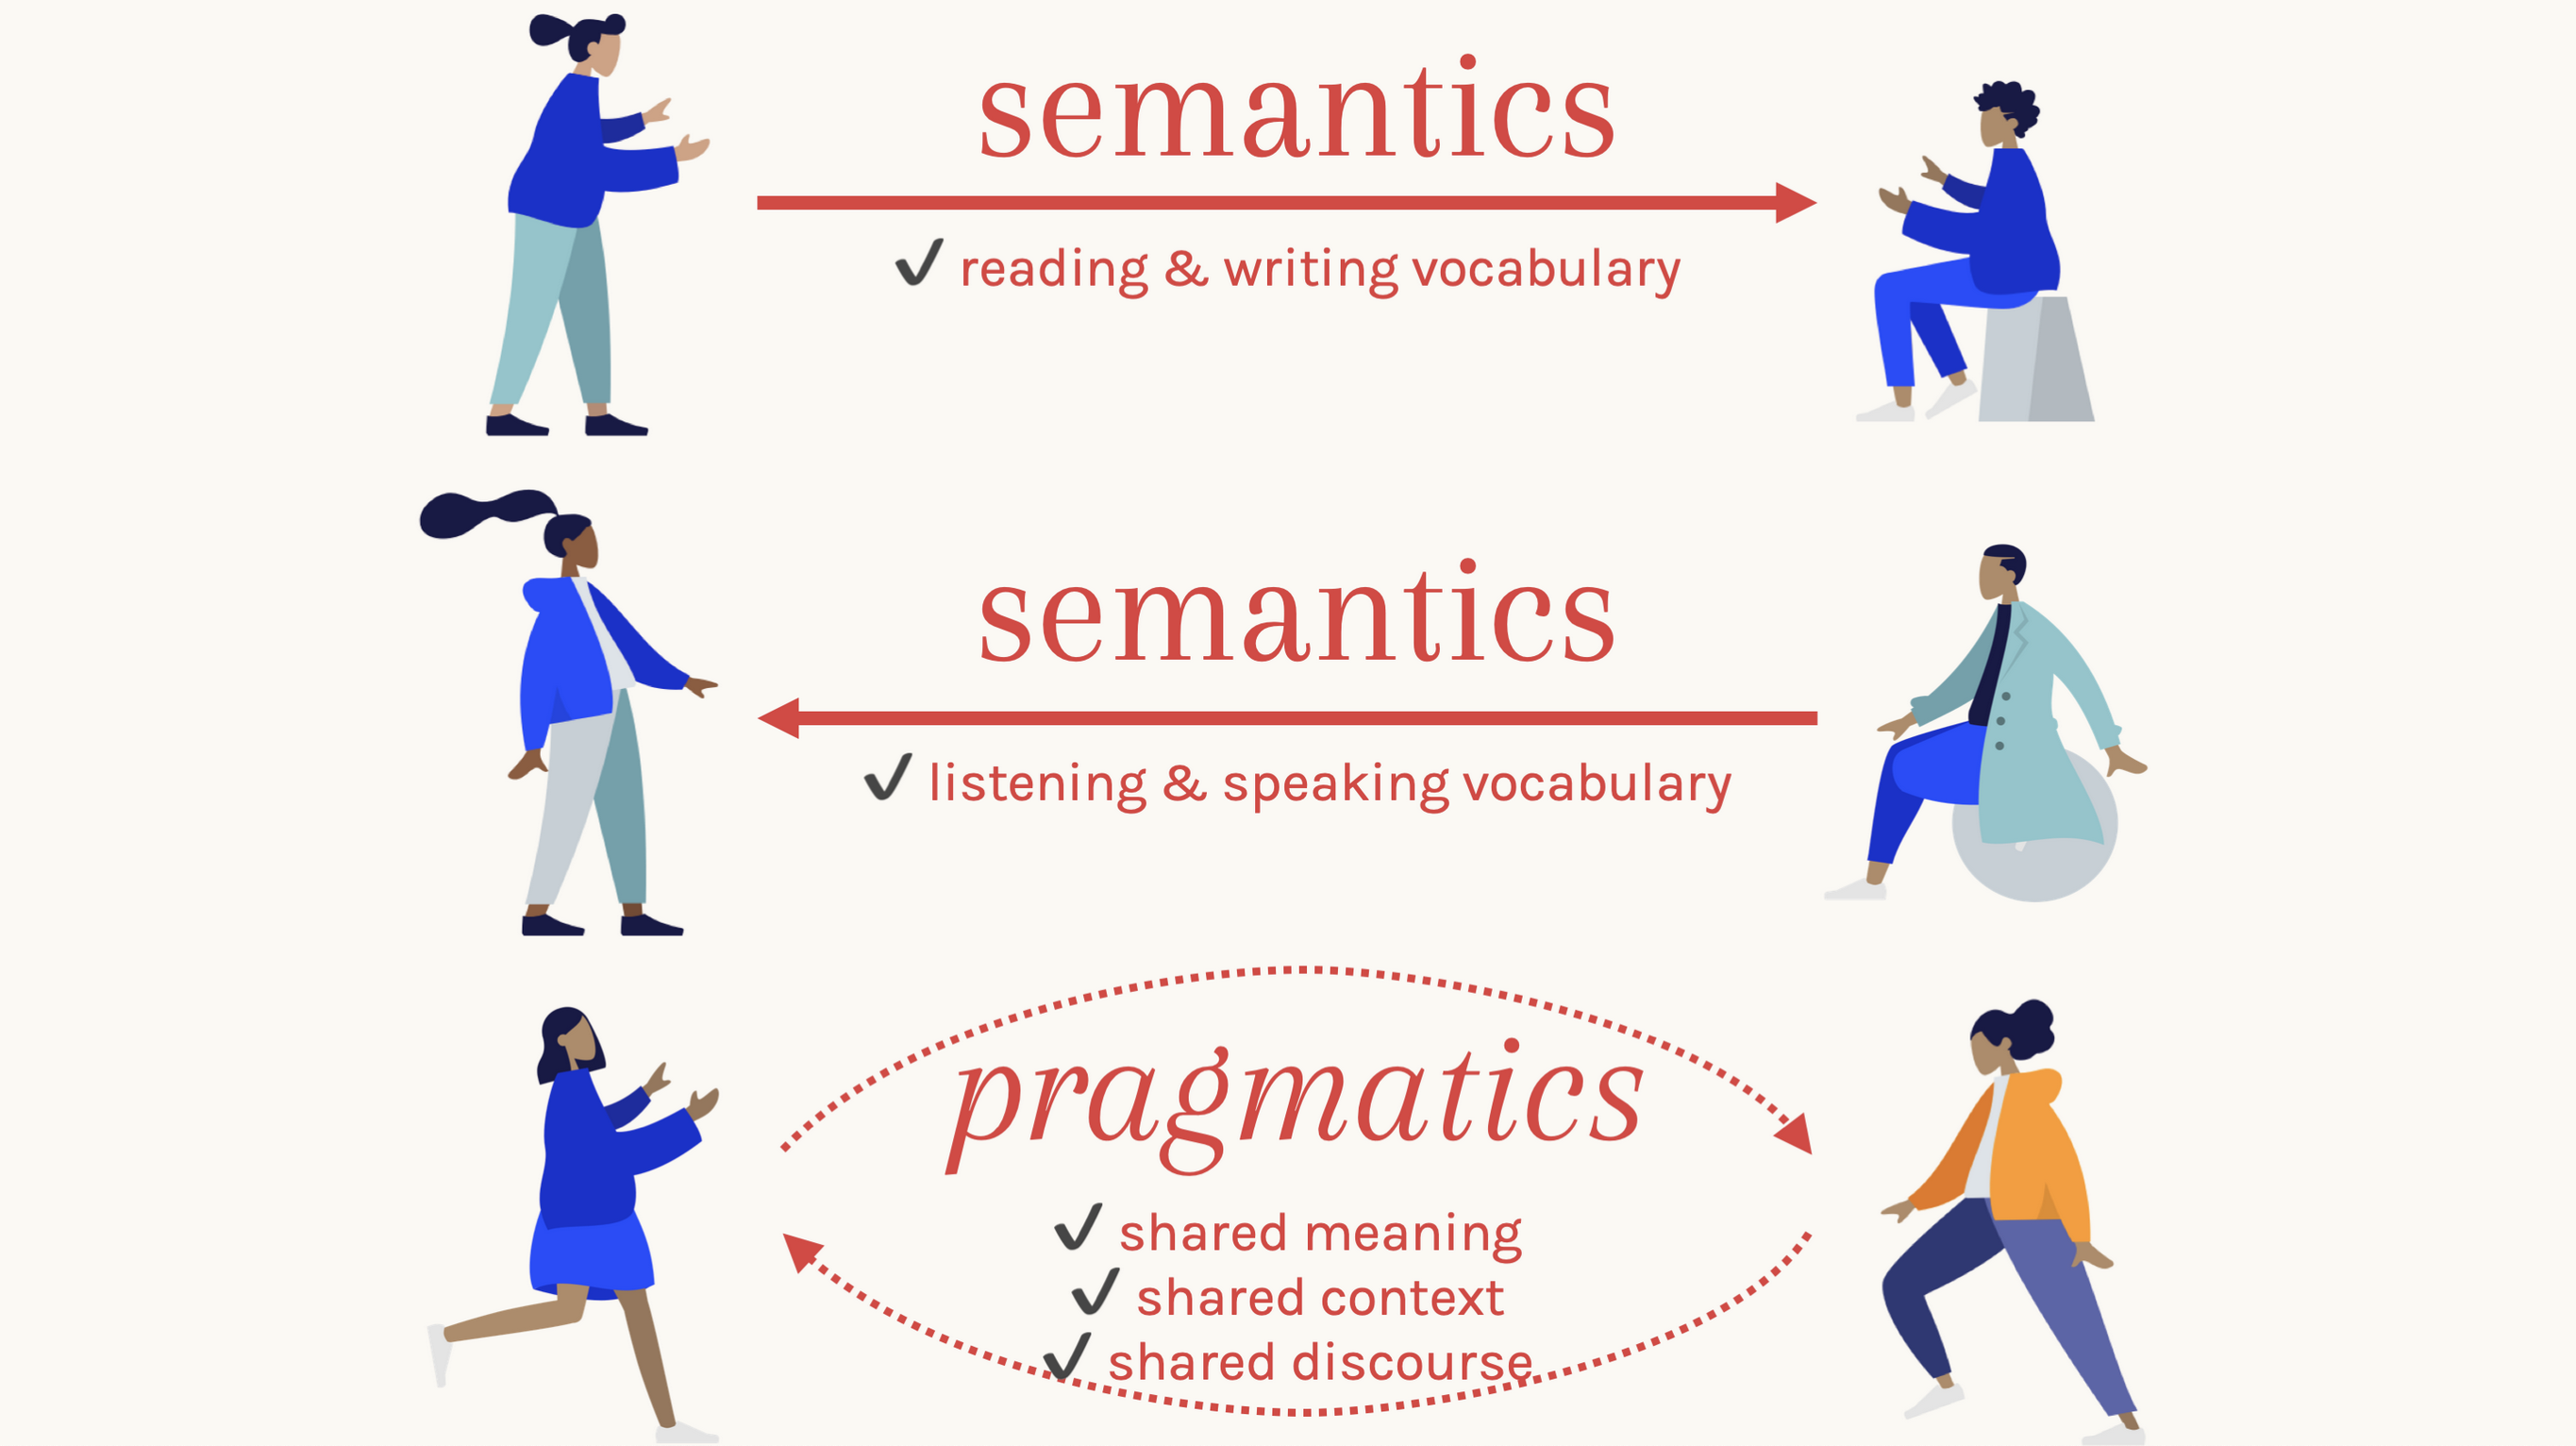 semantics
✔ reading & writing vocabulary
semantics
✔ listening & speaking vocabulary
pragmatics
✔ shared meaning
✔ shared context
✔ shared discourse